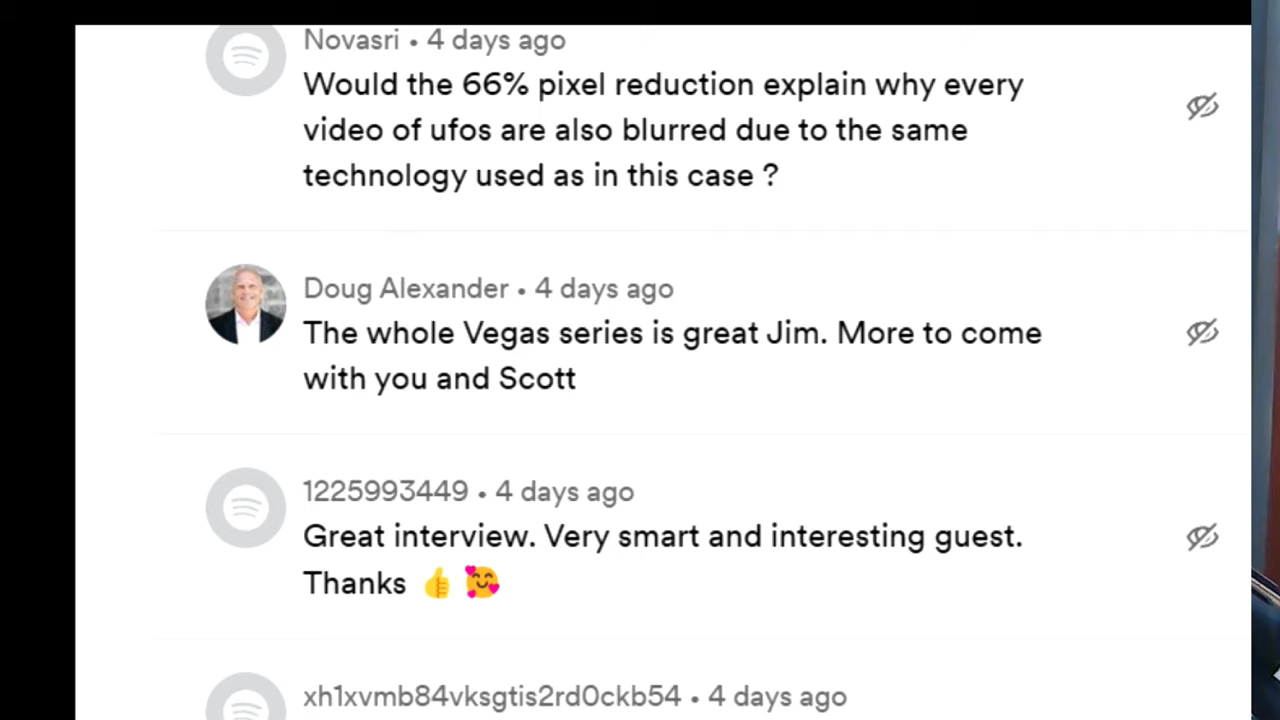 Novasri • 4 days ago
Would the 66% pixel reduction explain why every
video of ufos are also blurred due to the same
technology used as in this case ?
Doug Alexander • 4 days ago
The whole Vegas series is great Jim. More to come
with you and Scott
1225993449 • 4 days ago
Great interview. Very smart and interesting guest.
Thanks 👍 🥰
xh1xvmb84vksgtis2rd0ckb54 • 4 days ago